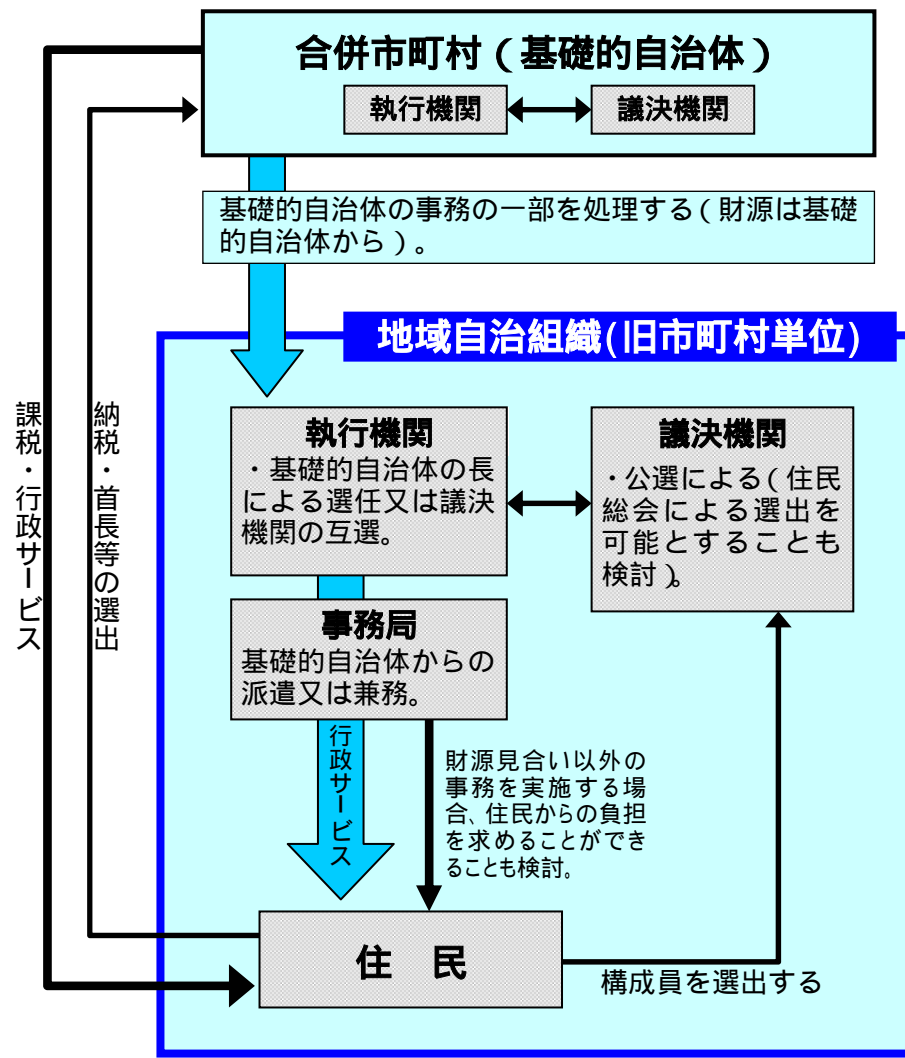 合併市町村（基礎的自治体）
執行機関
議決機関
基礎的自治体の事務の一部を処理する（財源は基礎
的自治体から）。
地域自治組織(旧市町村単位)
課税・行政サービス
納税・首長等の選出
執行機関
・基礎的自治体の長
による選任又は議決
機関の互選。
議決機関
・公選による（住民
総会による選出を
可能とすることも
検討）。
事務局
基礎的自治体からの
派遣又は兼務。
行政サービス
財源見合い以外の
事務を実施する場
合、住民からの負担
を求めることができ
ることも検討。
住　民
構成員を選出する